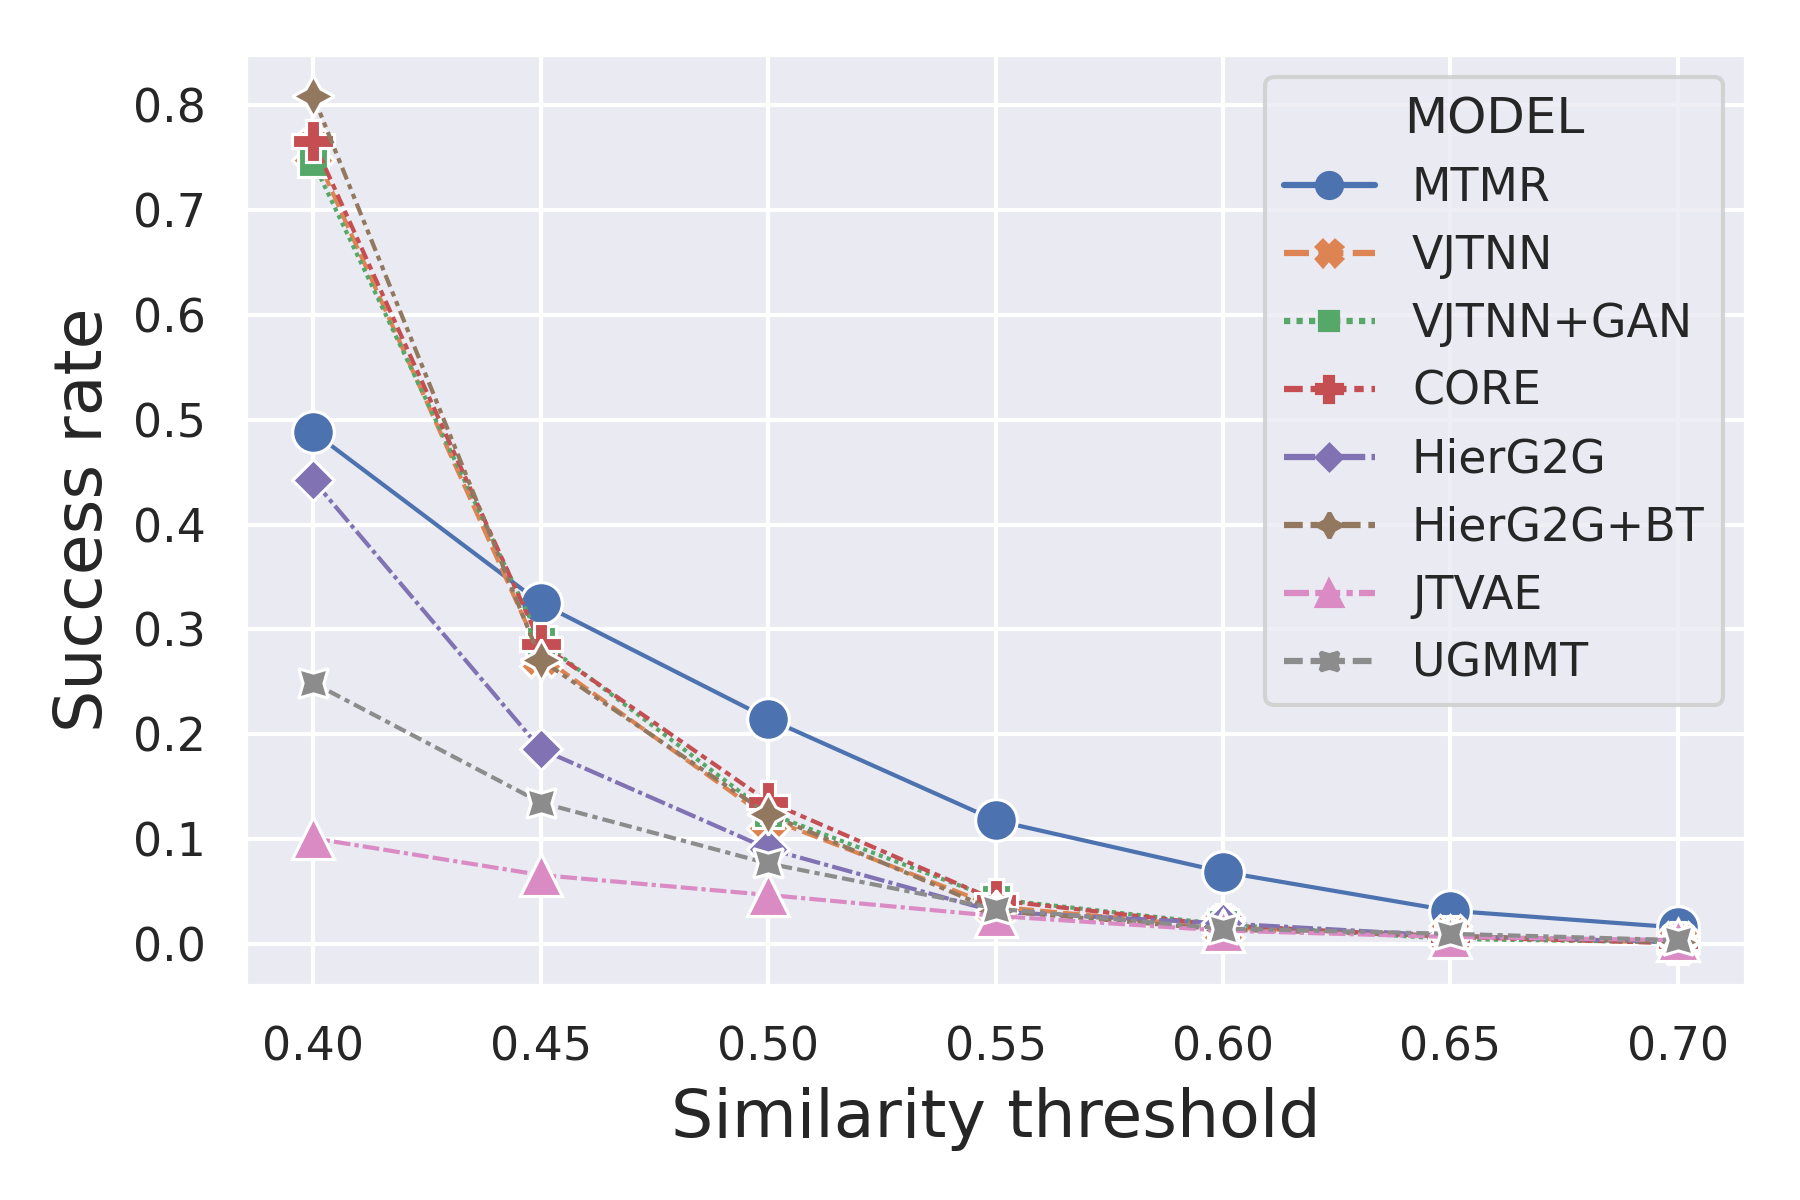 Success rate
0.8
0.7
0.6
0.5
0.4
0.3
0.2
0.1
0.0
MODEL
MTMR
VJTNN
VJTNN+GAN
CORE
HierG2G
HierG2G+BT
JTVAE
UGMMT
0.40 0.45 0.50 0.55 0.60 0.65 0.70
Similarity threshold